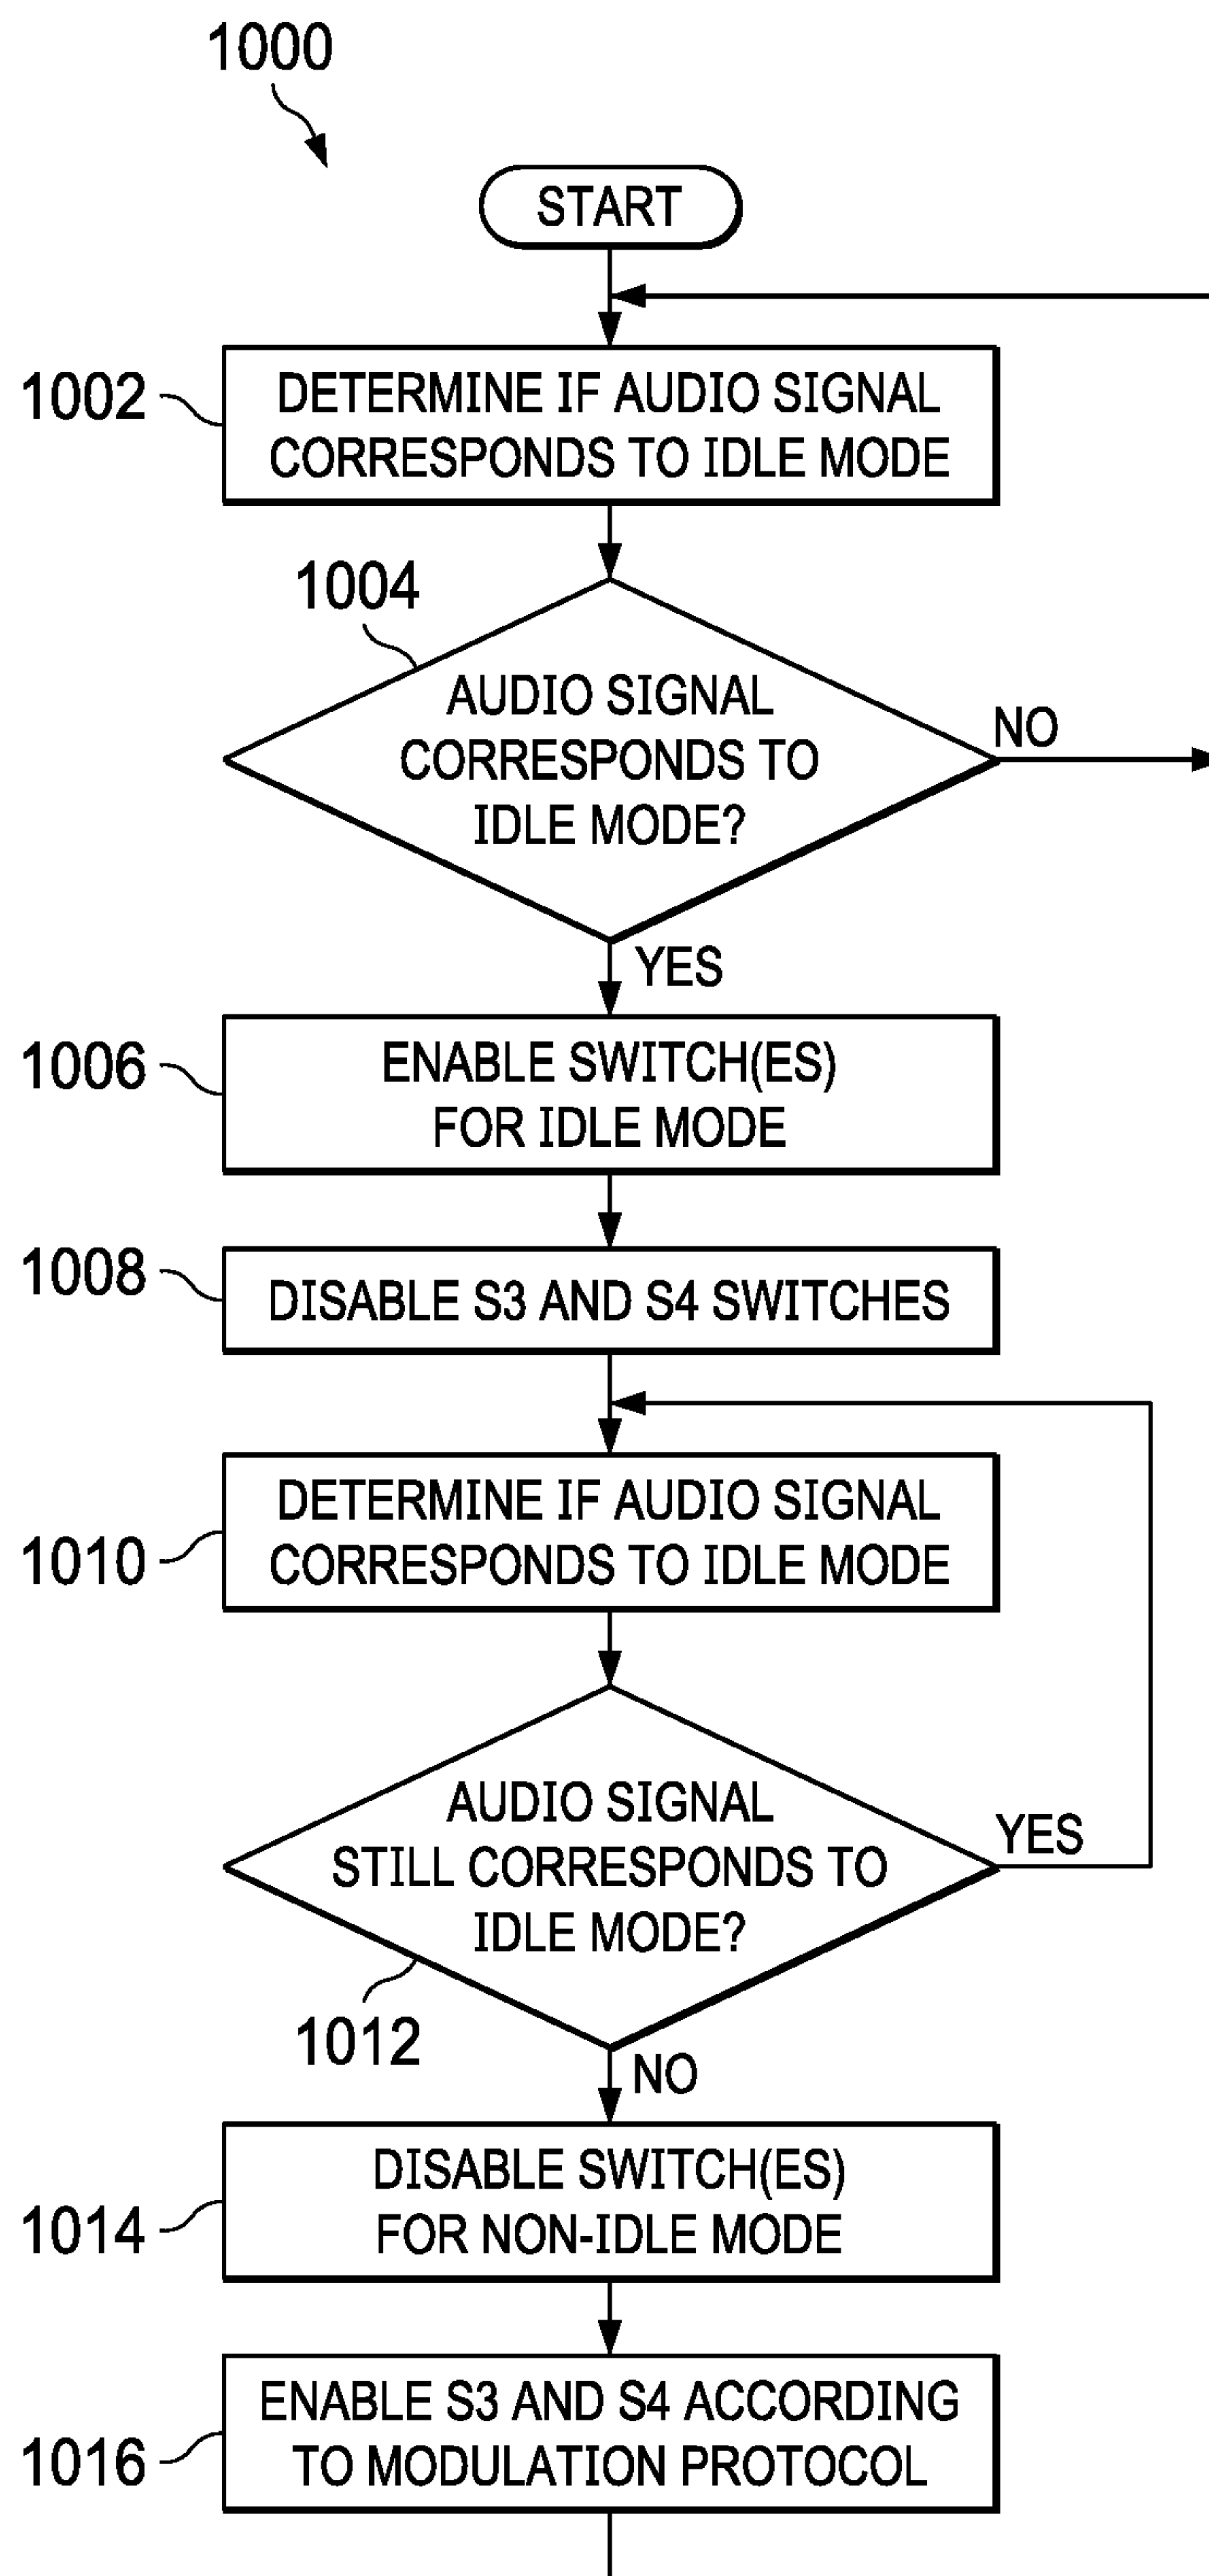 1000
START
1002
DETERMINE IF AUDIO SIGNAL
CORRESPONDS TO IDLE MODE
1004
AUDIO SIGNAL
CORRESPONDS TO
IDLE MODE?
NO
YES
1006
ENABLE SWITCH(ES)
FOR IDLE MODE
1008
DISABLE S3 AND S4 SWITCHES
1010
DETERMINE IF AUDIO SIGNAL
CORRESPONDS TO IDLE MODE
AUDIO SIGNAL
STILL CORRESPONDS TO
IDLE MODE?
YES
1012
NO
1014
DISABLE SWITCH(ES)
FOR NON-IDLE MODE
1016
ENABLE S3 AND S4 ACCORDING
TO MODULATION PROTOCOL